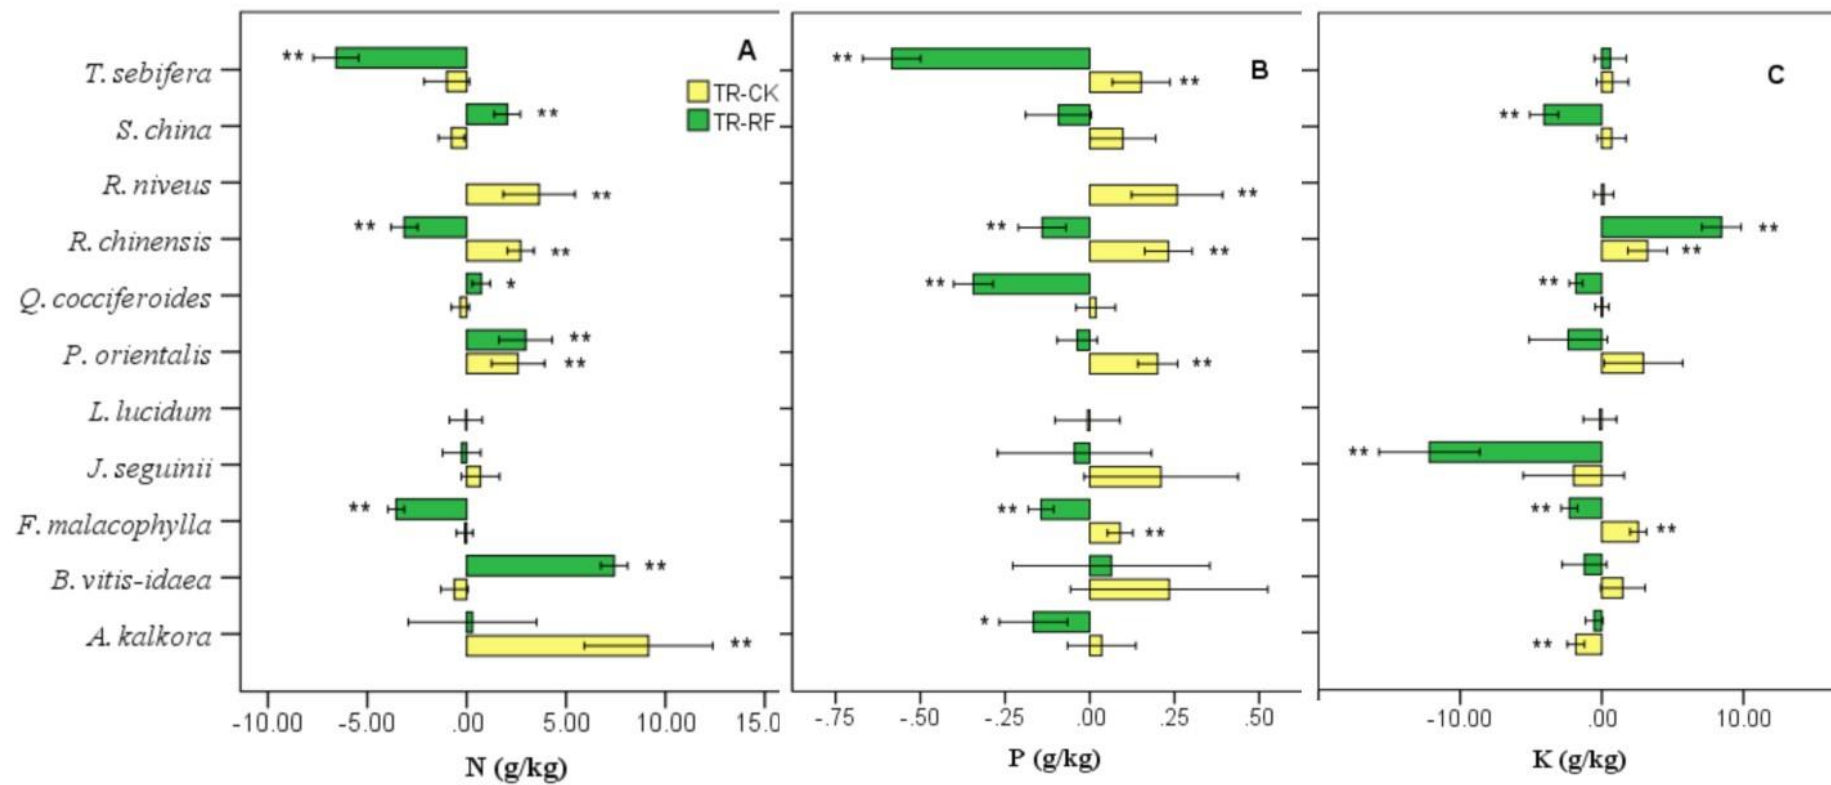 A
TR-CK
TR-RF
T. sebifera
S. china
R. niveus
R. chinensis
Q. cocciferoides
P. orientalis
L. lucidum
J. seguinii
F. malacophylla
B. vitis-idaea
A. kalkora
**
**
**
**
**
*
**
**
**
**
**
-10.00 -5.00 .00 5.00 10.00 15.0
N (g/kg)
B
**
**
**
**
**
**
**
**
**
*
-.75 -.50 -.25 .00 .25 .50
P (g/kg)
C
**
**
**
**
**
**
**
**
-10.00 .00 10.00
K (g/kg)